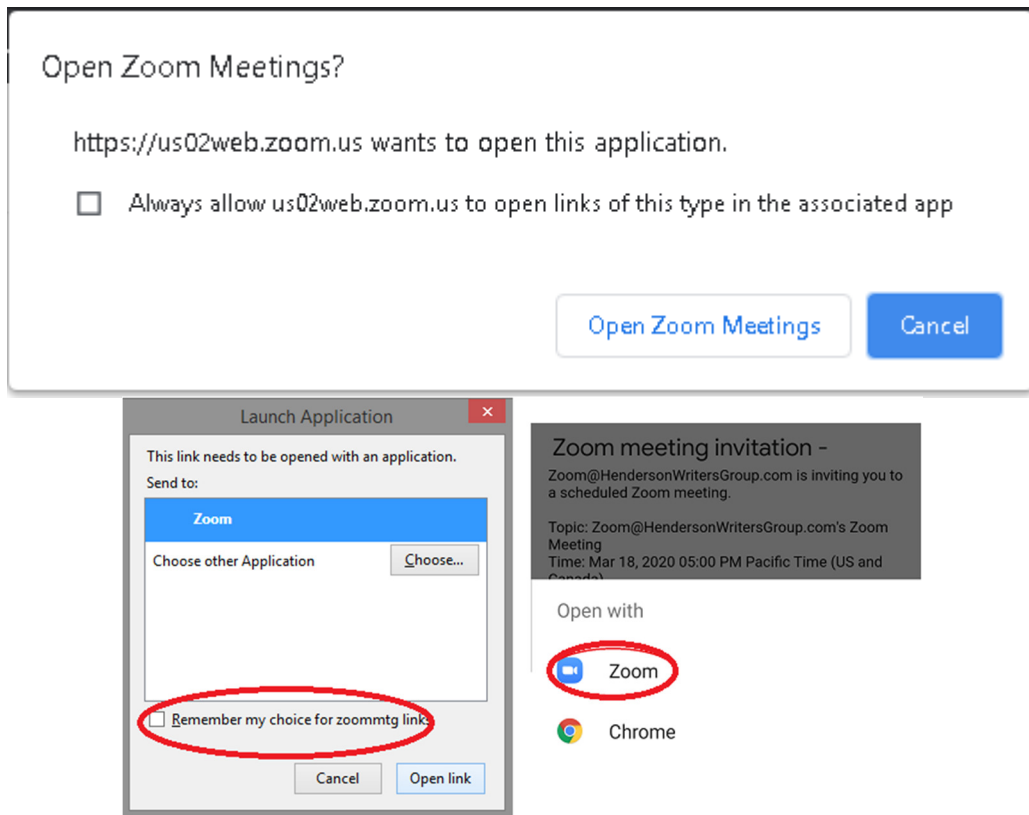 Open Zoom Meetings?
https://us02web.zoom.us wants to open this application.
Always allow us02web.zoom.us to open links of this type in the associated app
Open Zoom Meetings
Cancel
Launch Application
This link needs to be opened with an application.
Send to:
Zoom
Choose other Application
Choose...
Remember my choice for zoommtg links
Cancel
Open link
Zoom meeting invitation -
Zoom@HendersonWritersGroup.com is inviting you to
a scheduled Zoom meeting.
Topic: Zoom@HendersonWritersGroup.com's Zoom
Meeting
Time: Mar 18, 2020 05:00 PM Pacific Time (US and
Canada)
Open with
Zoom
Chrome